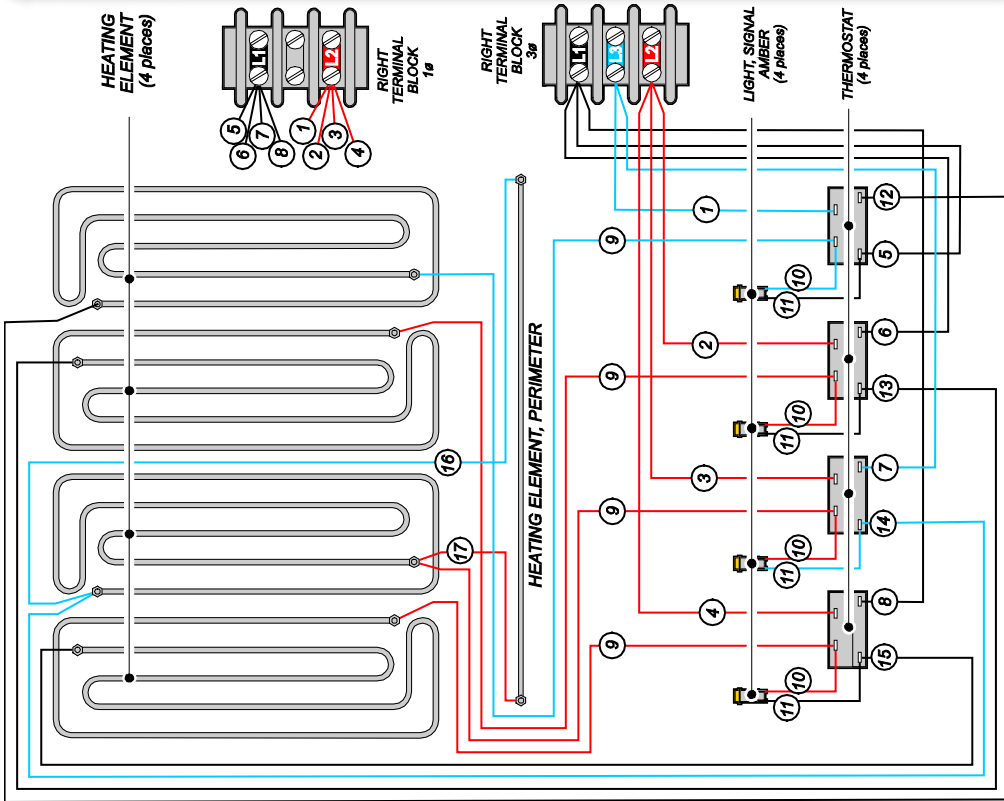 HEATING
ELEMENT
(4 places)
L1
L2
RIGHT
TERMINAL
BLOCK
1ø
5
6
7
8
1
2
3
4
RIGHT
TERMINAL
BLOCK
3ø
L1
L3
L2
LIGHT, SIGNAL
AMBER
(4 places)
THERMOSTAT
(4 places)
HEATING ELEMENT, PERIMETER
1
12
9
5
10
11
2
6
9
13
10
11
16
3
7
9
14
10
11
17
4
8
9
15
10
11